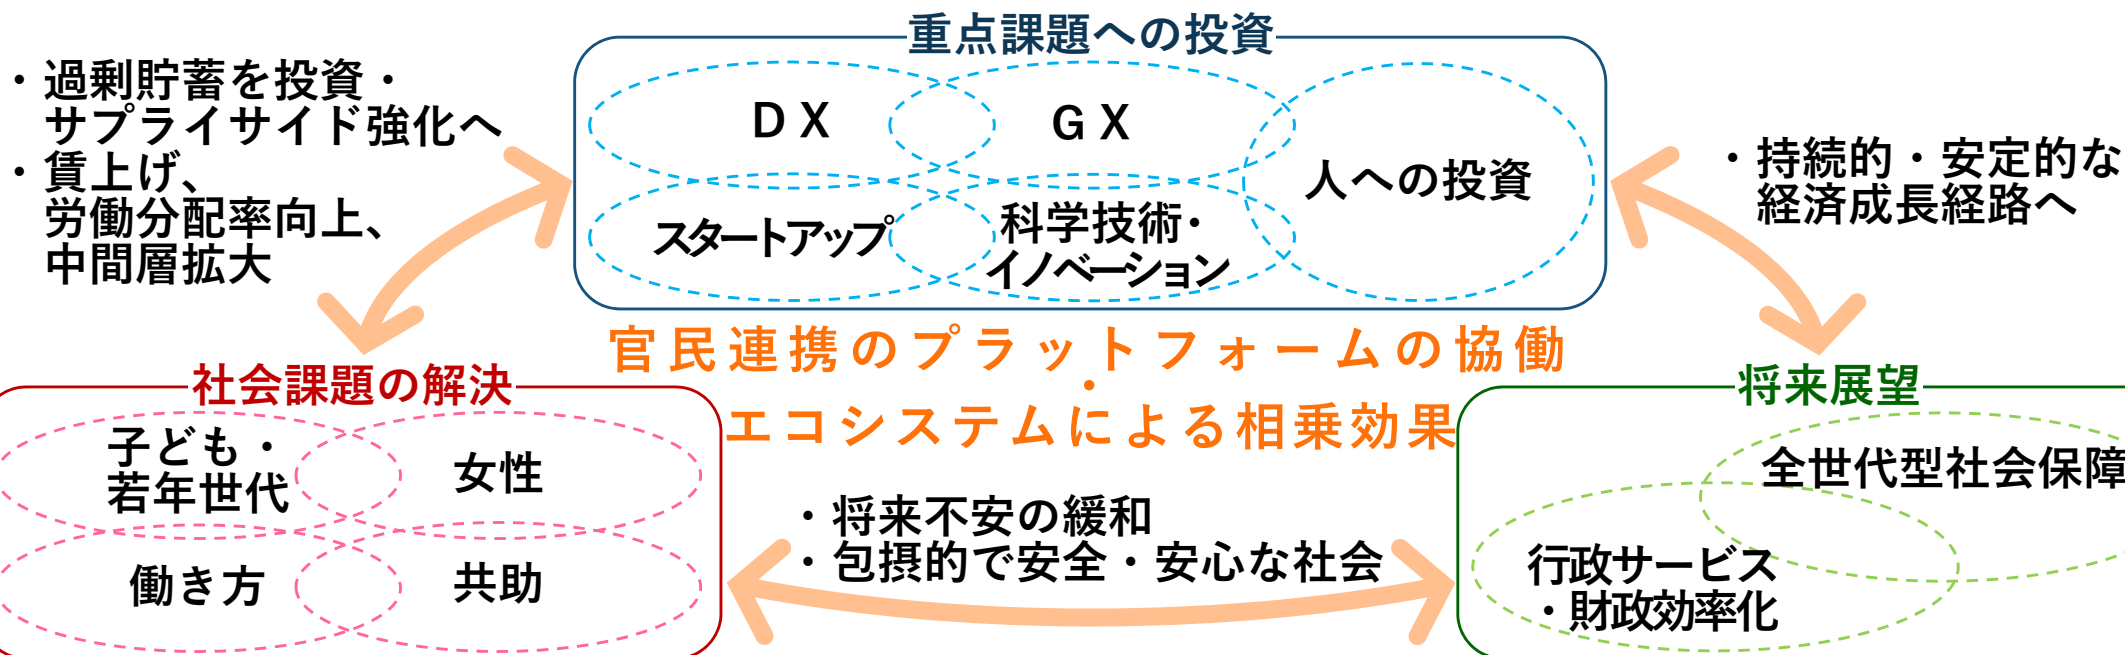 重点課題への投資
・過剰貯蓄を投資・
サプライサイド強化へ
・賃上げ、
労働分配率向上、
中間層拡大
ＤＸ
ＧＸ
人への投資
スタートアップ
科学技術・
イノベーション
・持続的・安定的な
経済成長経路へ
官民連携のプラットフォームの協働
・
エコシステムによる相乗効果
社会課題の解決
子ども・
若年世代
女性
働き方
共助
・将来不安の緩和
・包摂的で安全・安心な社会
将来展望
全世代型社会保障
行政サービス
・財政効率化